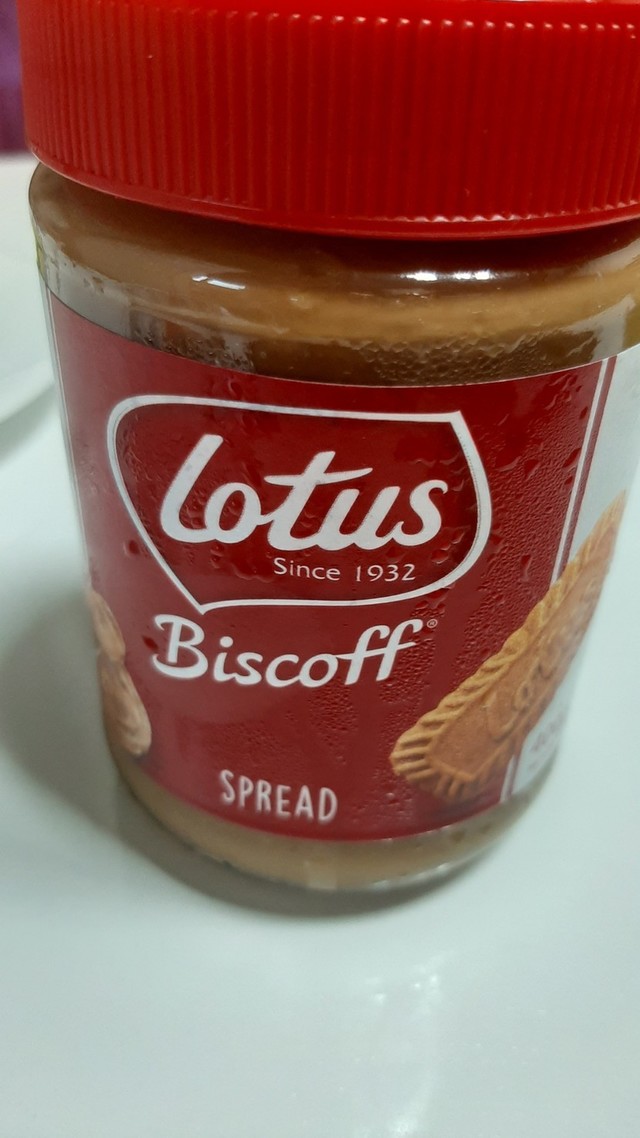 Lotus
Since 1932
Biscoff®
SPREAD